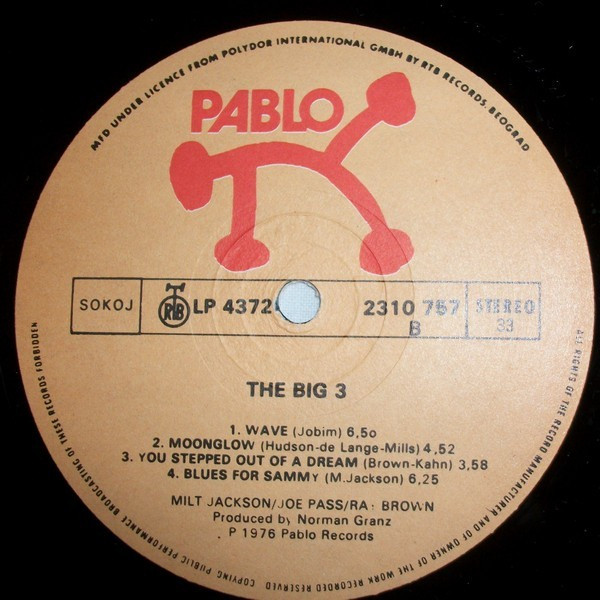 MFD UNDER LICENCE FROM POLYDOR INTERNATIONAL GMBH BY RTB RECORDS, BEOGRAD
PABLO
SOKOJ RTB LP 4372 2310 757 STEREO
B 33
THE BIG 3
1. WAVE (Jobim) 6,50
2. MOONGLOW (Hudson-de Lange-Mills) 4,52
3. YOU STEPPED OUT OF A DREAM (Brown-Kahn) 3,58
4. BLUES FOR SAMMY (M.Jackson) 6,25
MILT JACKSON/JOE PASS/RA BROWN
Produced by Norman Granz
P 1976 Pablo Records
ALL RIGHTS OF THE RECORD MANUFACTURER AND OF OWNER OF THE WORK RECORDED RESERVED COPYING PUBLIC PERFORMANCE BROADCASTING OF THESE RECORDS FORBIDDEN